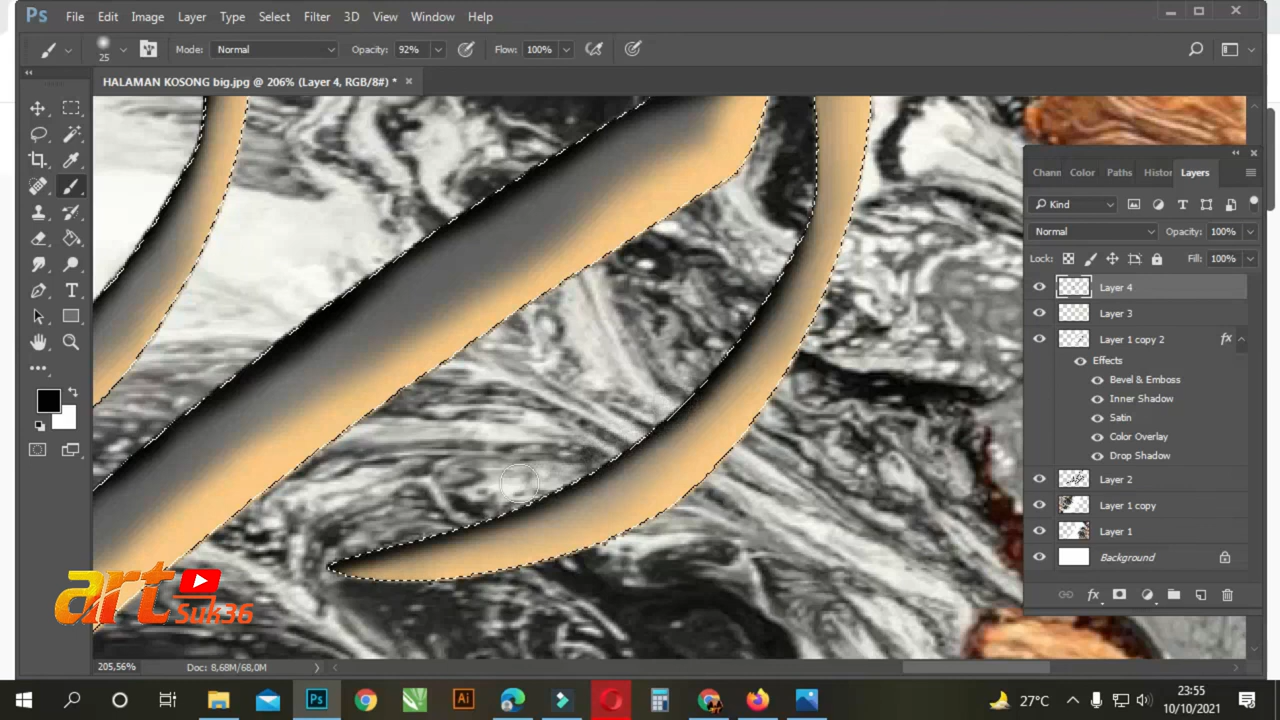 Ps File Edit Image Layer Type Select Filter 3D View Window Help
25 Mode: Normal Opacity: 92% Flow: 100%
HALAMAN KOSONG big.jpg @ 206% (Layer 4, RGB/8#) * ×
Chann Color Paths Histor Layers
Kind
Normal Opacity: 100%
Lock: Fill: 100%
Layer 4
Layer 3
Layer 1 copy 2 fx
Effects
Bevel & Emboss
Inner Shadow
Satin
Color Overlay
Drop Shadow
Layer 2
Layer 1 copy
Layer 1
Background
fx
art
Suk36
205,56% Doc: 8,68M/68,0M
Ps Ai 27°C 23:55
10/10/2021